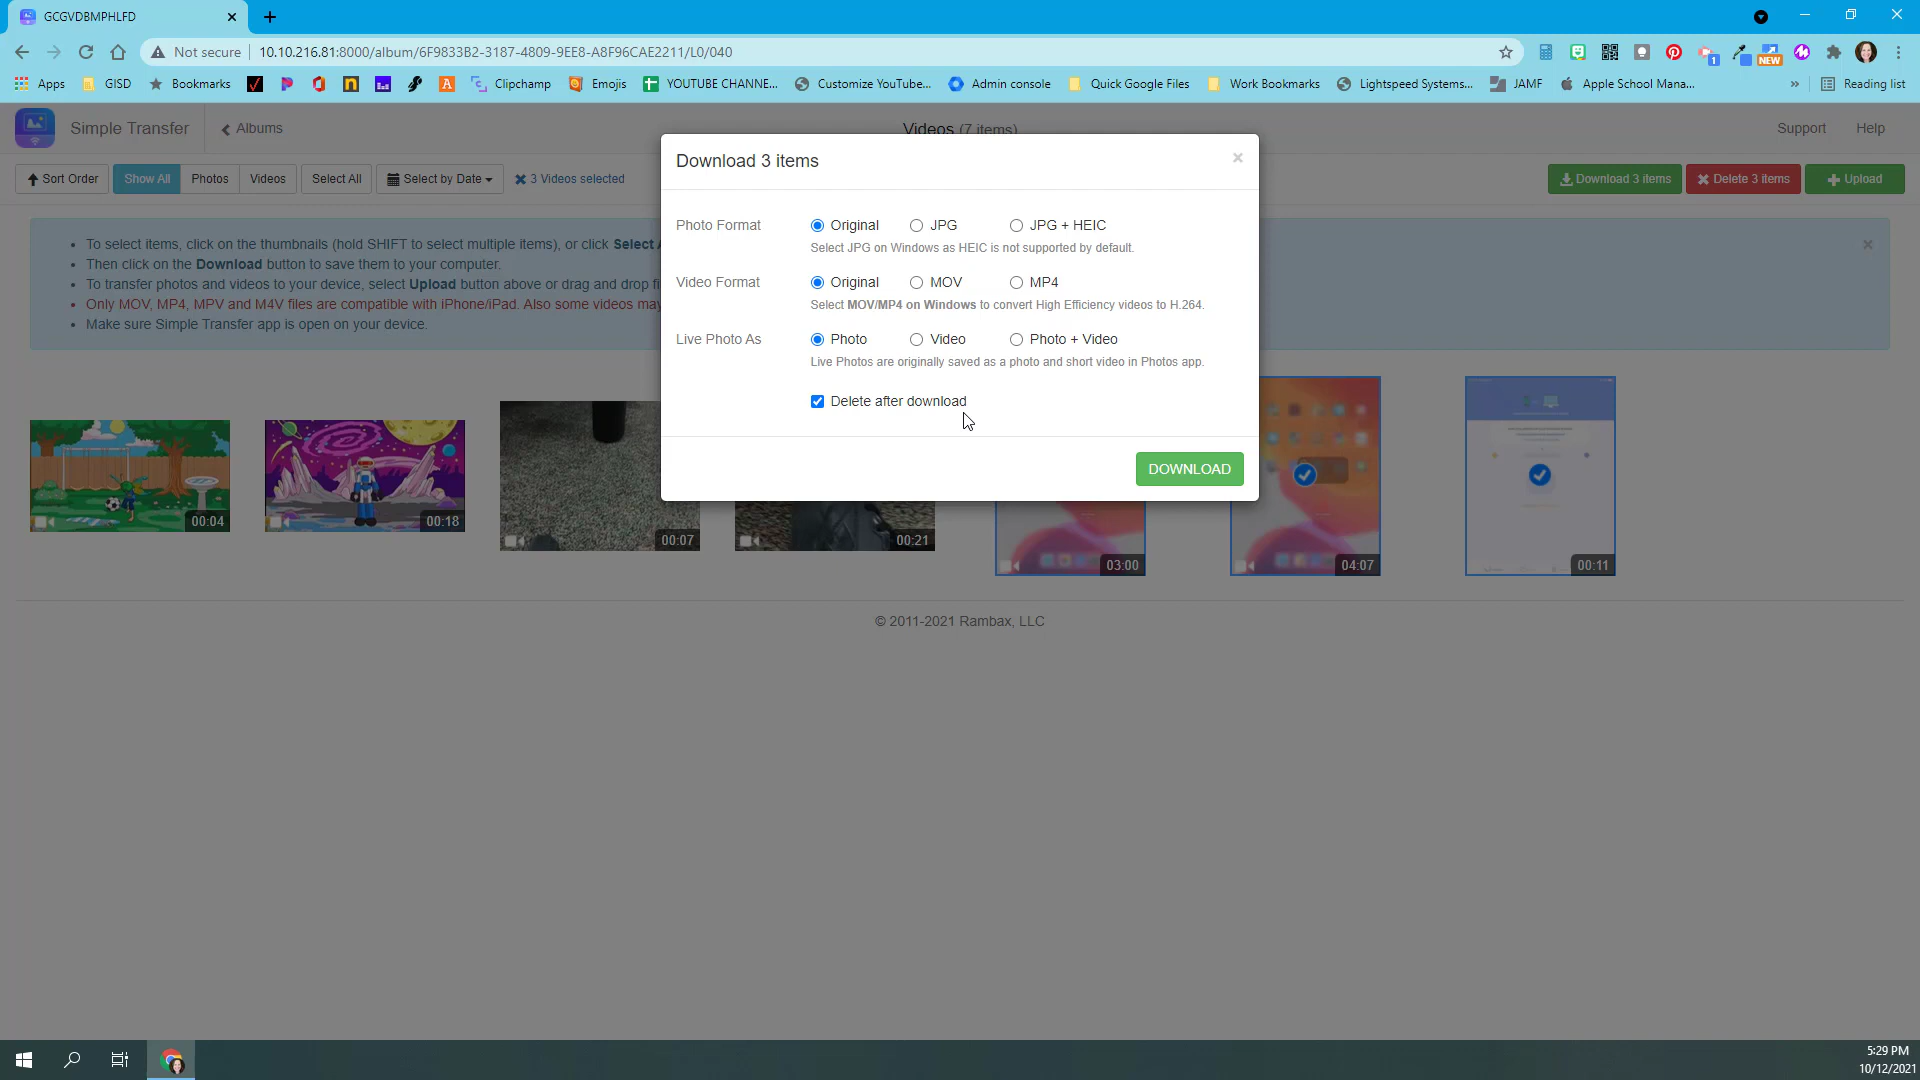 GCGVDBMPHLFD
Not secure 10.10.216.81:8000/album/6F9833B2-3187-4809-9EE8-A8F96CAE2211/L0/040
1 NEW
Apps GISD Bookmarks Clipchamp Emojis YOUTUBE CHANNE... Customize YouTube... Admin console Quick Google Files Work Bookmarks Lightspeed Systems... JAMF Apple School Mana... » Reading list
Simple Transfer Albums Videos (7 items) Support Help
Sort Order Show All Photos Videos Select All Select by Date 3 Videos selected Download 3 items Delete 3 items Upload
To select items, click on the thumbnails (hold SHIFT to select multiple items), or click Select
Then click on the Download button to save them to your computer.
To transfer photos and videos to your device, select Upload button above or drag and drop
Only MOV, MP4, MPV and M4V files are compatible with iPhone/iPad. Also some videos may
Make sure Simple Transfer app is open on your device.
Download 3 items ×
Photo Format Original JPG JPG + HEIC
Select JPG on Windows as HEIC is not supported by default.
Video Format Original MOV MP4
Select MOV/MP4 on Windows to convert High Efficiency videos to H.264.
Live Photo As Photo Video Photo + Video
Live Photos are originally saved as a photo and short video in Photos app.
Delete after download
DOWNLOAD
00:04 00:18 00:07 00:21 03:00 04:07 00:11
© 2011-2021 Rambax, LLC
5:29 PM
10/12/2021